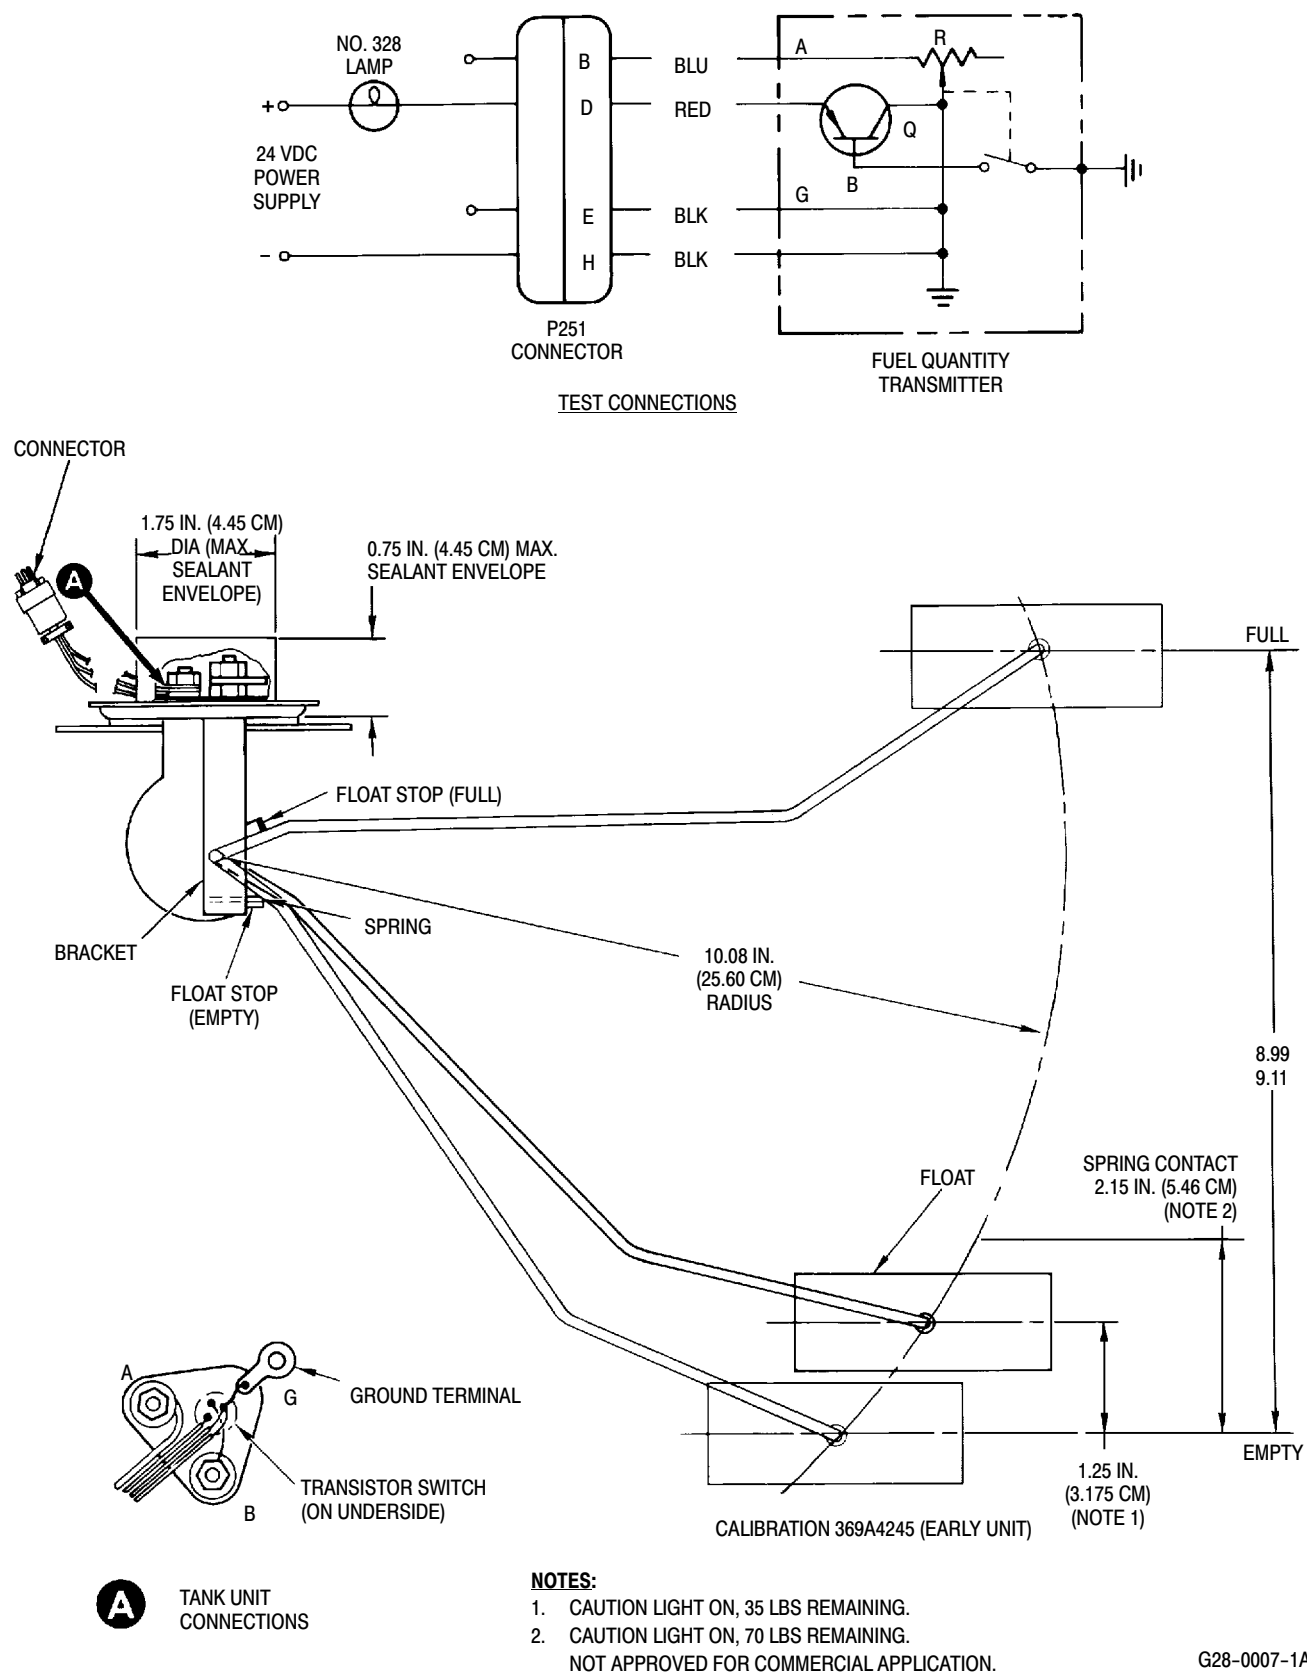 NO. 328
LAMP
+
24 VDC
POWER
SUPPLY
-
B
D
E
H
BLU
RED
BLK
BLK
A
R
Q
B
G
P251
CONNECTOR
FUEL QUANTITY
TRANSMITTER
TEST CONNECTIONS
CONNECTOR
1.75 IN. (4.45 CM)
DIA (MAX.
SEALANT
ENVELOPE)
0.75 IN. (4.45 CM) MAX.
SEALANT ENVELOPE
A
FULL
FLOAT STOP (FULL)
SPRING
BRACKET
FLOAT STOP
(EMPTY)
10.08 IN.
(25.60 CM)
RADIUS
8.99
9.11
SPRING CONTACT
2.15 IN. (5.46 CM)
(NOTE 2)
FLOAT
EMPTY
1.25 IN.
(3.175 CM)
(NOTE 1)
A
G
GROUND TERMINAL
TRANSISTOR SWITCH
(ON UNDERSIDE)
B
CALIBRATION 369A4245 (EARLY UNIT)
A
TANK UNIT
CONNECTIONS
NOTES:
1. CAUTION LIGHT ON, 35 LBS REMAINING.
2. CAUTION LIGHT ON, 70 LBS REMAINING.
NOT APPROVED FOR COMMERCIAL APPLICATION.
G28-0007-1A